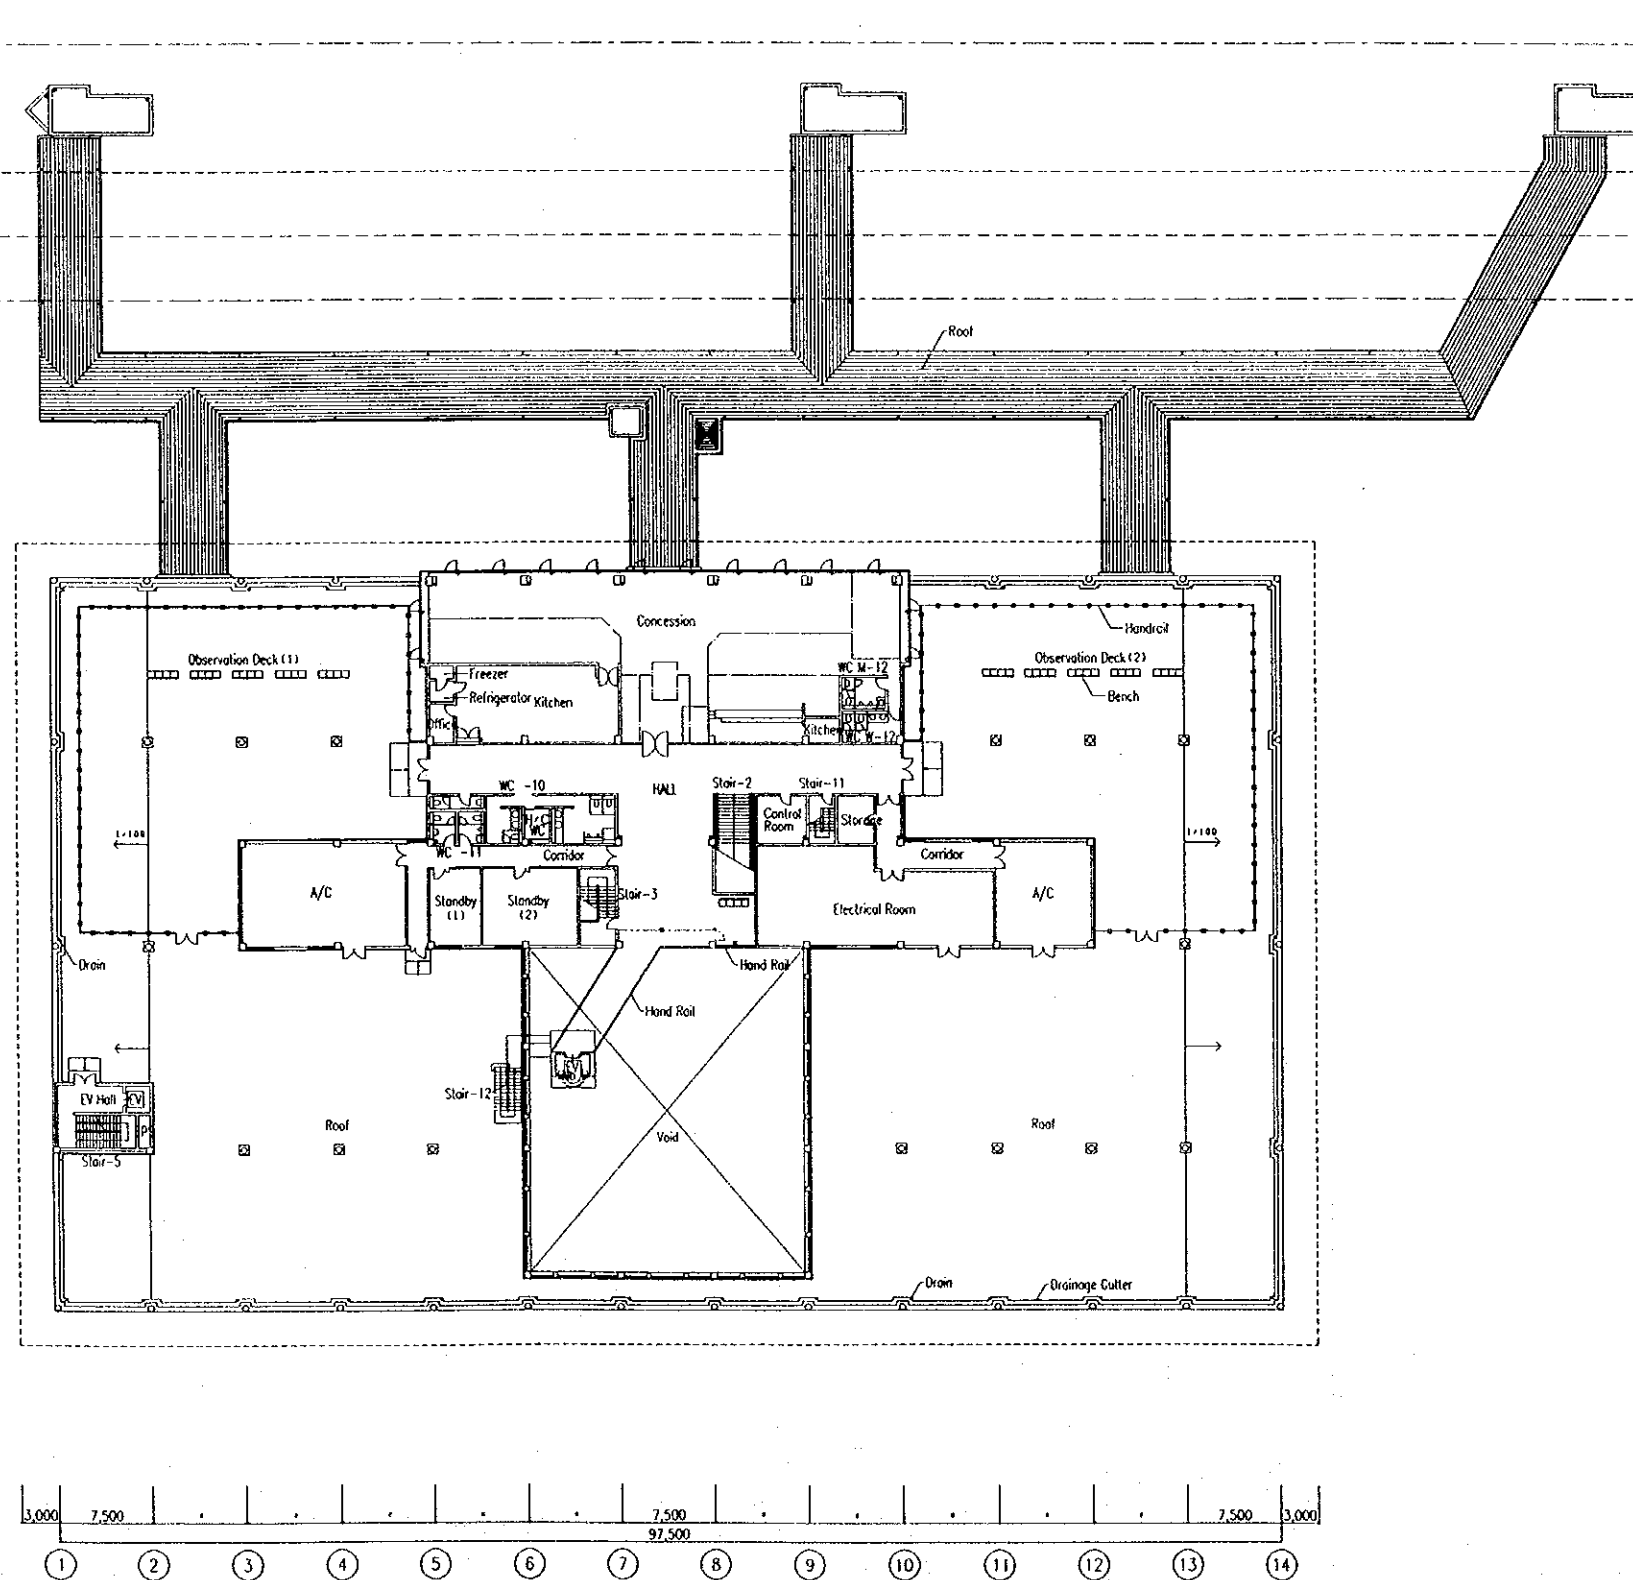 Roof
Concession
Handrail
Observation Deck (1)
Observation Deck (2)
Freezer
WC M-12
Bench
Refrigerator
Kitchen
Office
Kitchen
WC W-12
HALL
WC -10
Stair-2
Stair-11
Control
Room
Storage
H/C
WC
1/100
1/100
WC -11
Corridor
Corridor
A/C
A/C
Standby
(1)
Standby
(2)
Stair-3
Electrical Room
Drain
Hand Rail
Hand Rail
EV
Stair-12
EV Hall
EV
Roof
Roof
Void
Stair-5
Drain
Drainage Gutter
3,000
7,500
7,500
7,500
3,000
97,500
1 2 3 4 5 6 7 8 9 10 11 12 13 14